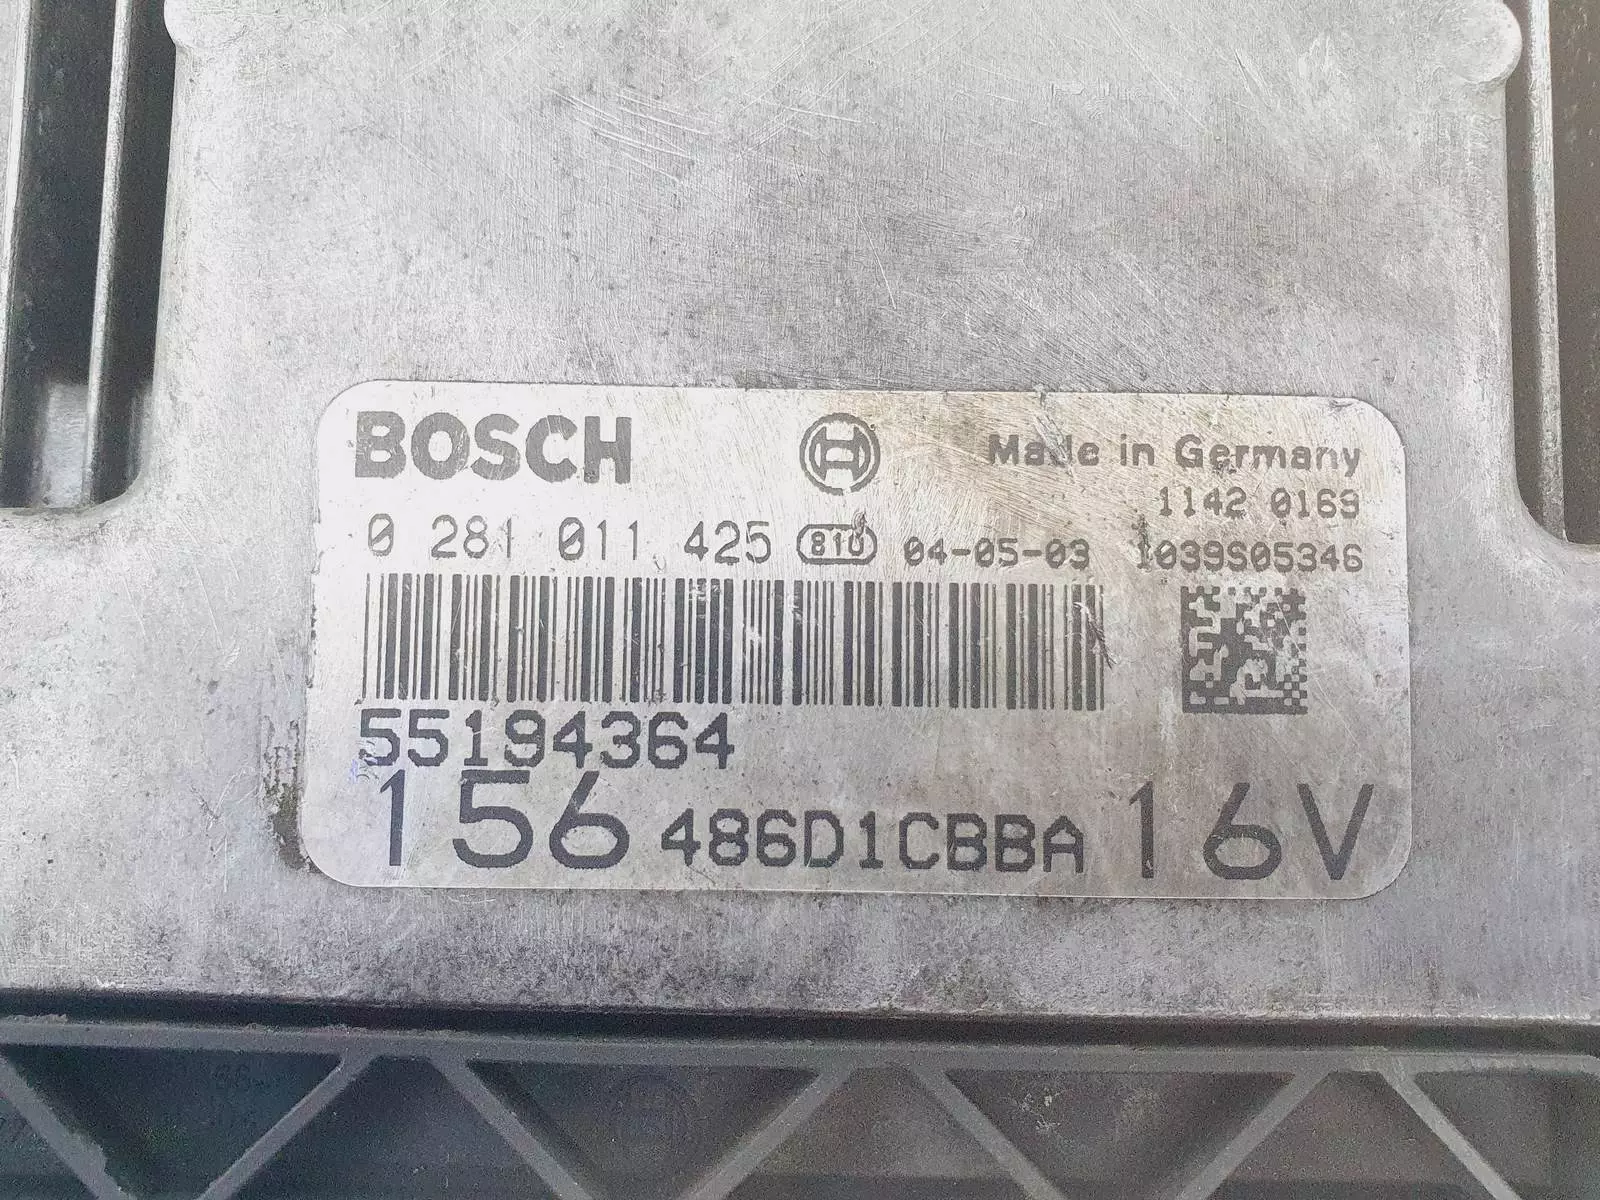 BOSCH
Made in Germany
1142 0169
0 281 011 425 810 04-05-03 1039S05346
55194364
156 486D1CBBA 16V